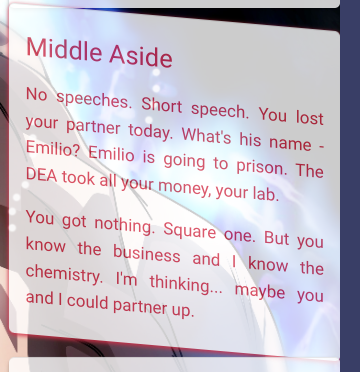 Middle Aside
No speeches. Short speech. You lost
your partner today. What's his name -
Emilio? Emilio is going to prison. The
DEA took all your money, your lab.
You got nothing. Square one. But you
know the business and I know the
chemistry. I'm thinking... maybe you
and I could partner up.